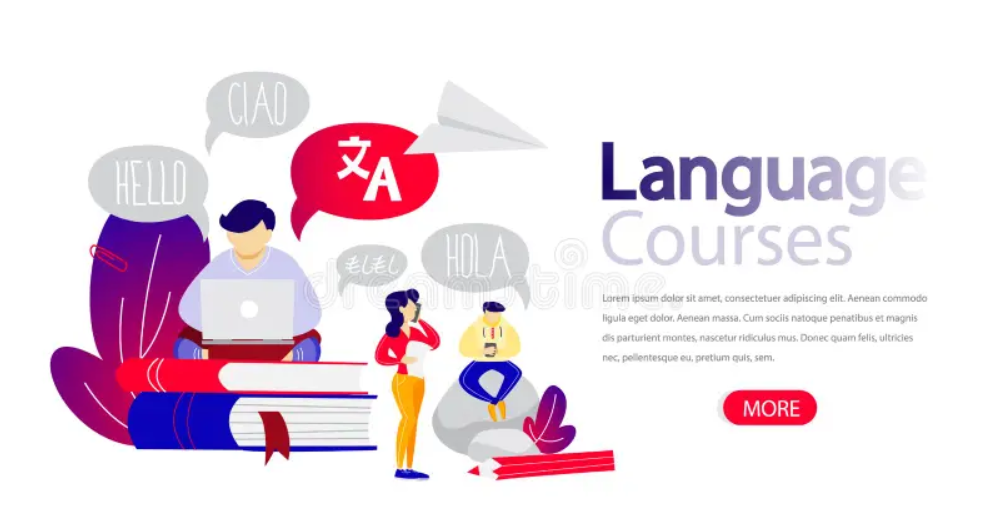 CIAO
HELLO
文A
もしもし
HOLA
dreamstime
Language
Courses
Lorem ipsum dolor sit amet, consectetuer adipiscing elit. Aenean commodo
ligula eget dolor. Aenean massa. Cum sociis natoque penatibus et magnis
dis parturient montes, nascetur ridiculus mus. Donec quam felis, ultricies
nec, pellentesque eu, pretium quis, sem.
MORE